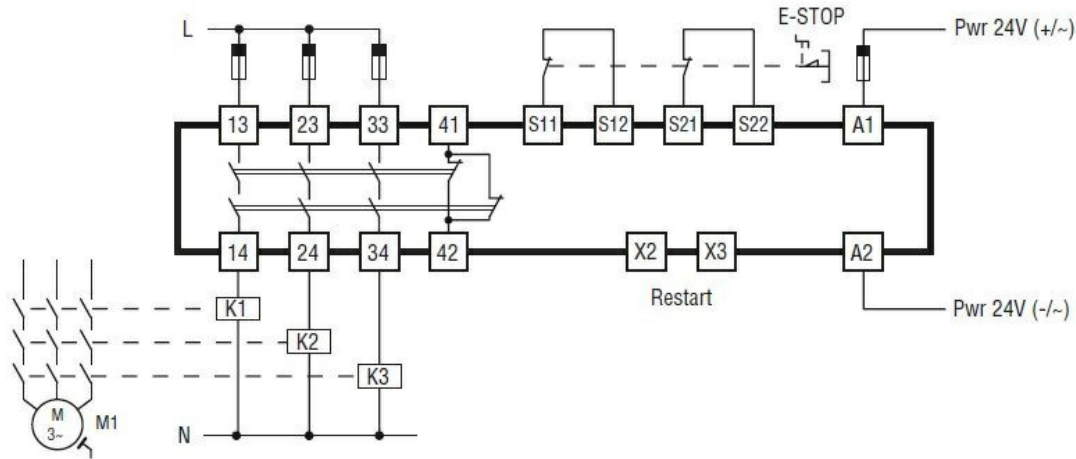 E-STOP
L
Pwr 24V (+/~)
13 23 33 41 S11 S12 S21 S22 A1
14 24 34 42 X2 X3 A2
Restart
K1
Pwr 24V (-/~)
K2
K3
M
3~
M1
N